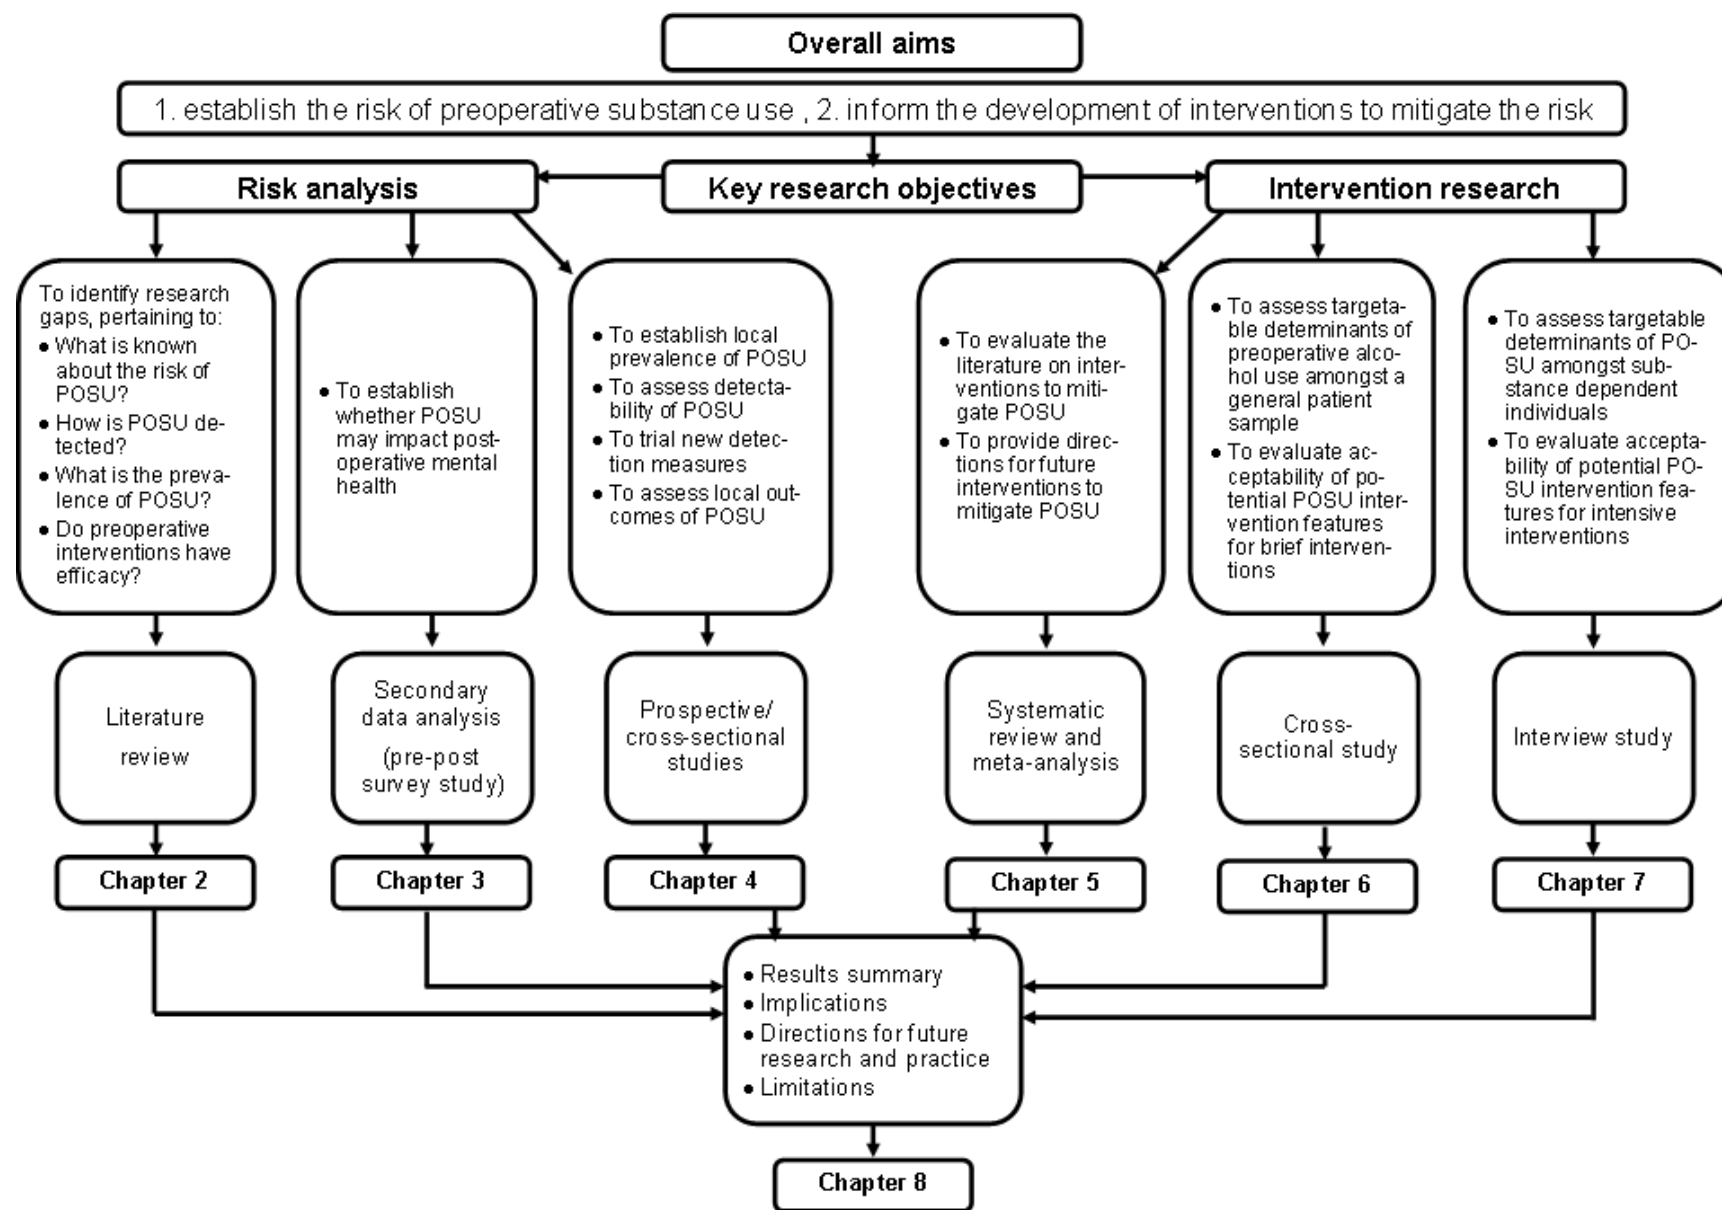 Overall aims
1. establish the risk of preoperative substance use , 2. inform the development of interventions to mitigate the risk
Risk analysis
Key research objectives
Intervention research
To identify research
gaps, pertaining to:
● What is known
about the risk of
POSU?
● How is POSU de-
tected?
● What is the preva-
lence of POSU?
● Do preoperative
interventions have
efficacy?
● To establish
whether POSU
may impact post-
operative mental
health
● To establish local
prevalence of POSU
● To assess detecta-
bility of POSU
● To trial new detec-
tion measures
● To assess local out-
comes of POSU
● To evaluate the
literature on inter-
ventions to miti-
gate POSU
● To provide direc-
tions for future
interventions to
mitigate POSU
● To assess targeta-
ble determinants of
preoperative alco-
hol use amongst a
general patient
sample
● To evaluate ac-
ceptability of po-
tential POSU inter-
vention features
for brief interven-
tions
● To assess targetable
determinants of PO-
SU amongst sub-
stance dependent
individuals
● To evaluate accepta-
bility of potential PO-
SU intervention fea-
tures for intensive
interventions
Literature
review
Secondary
data analysis
(pre-post
survey study)
Prospective/
cross-sectional
studies
Systematic
review and
meta-analysis
Cross-
sectional study
Interview study
Chapter 2
Chapter 3
Chapter 4
Chapter 5
Chapter 6
Chapter 7
● Results summary
● Implications
● Directions for future
research and practice
● Limitations
Chapter 8